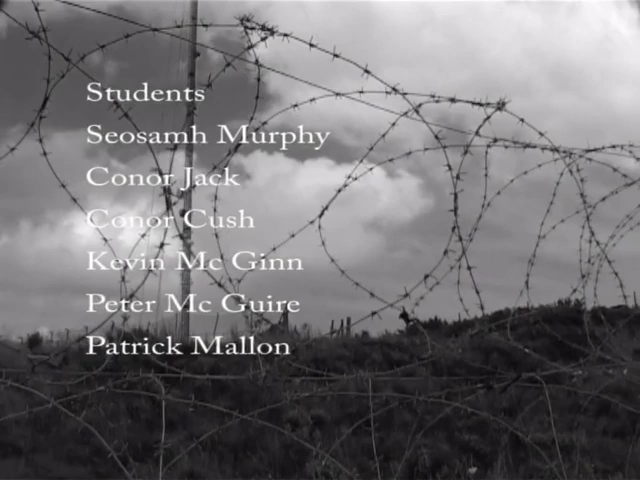 Students
Seosamh Murphy
Conor Jack
Conor Cush
Kevin Mc Ginn
Peter Mc Guire
Patrick Mallon